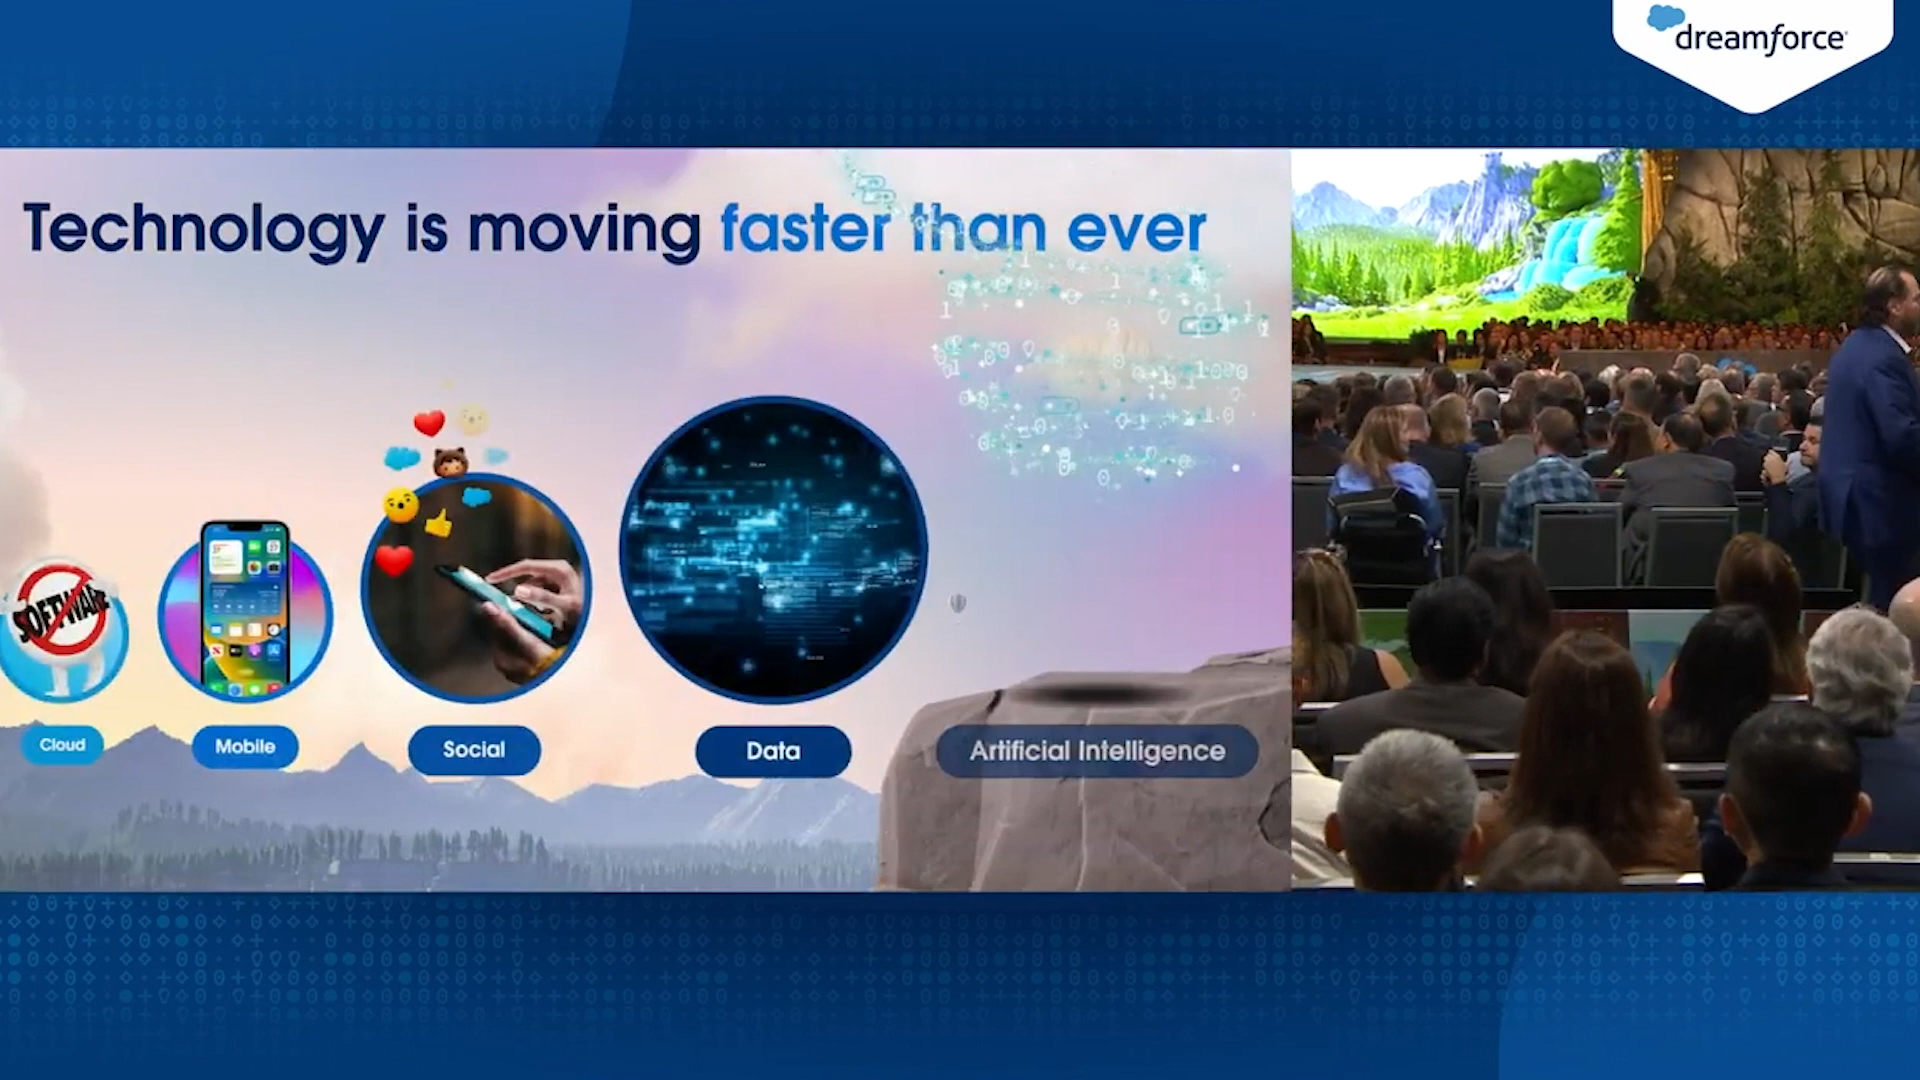 dreamforce
Technology is moving faster than ever
SOFTWARE
Cloud
Mobile
Social
Data
Artificial Intelligence